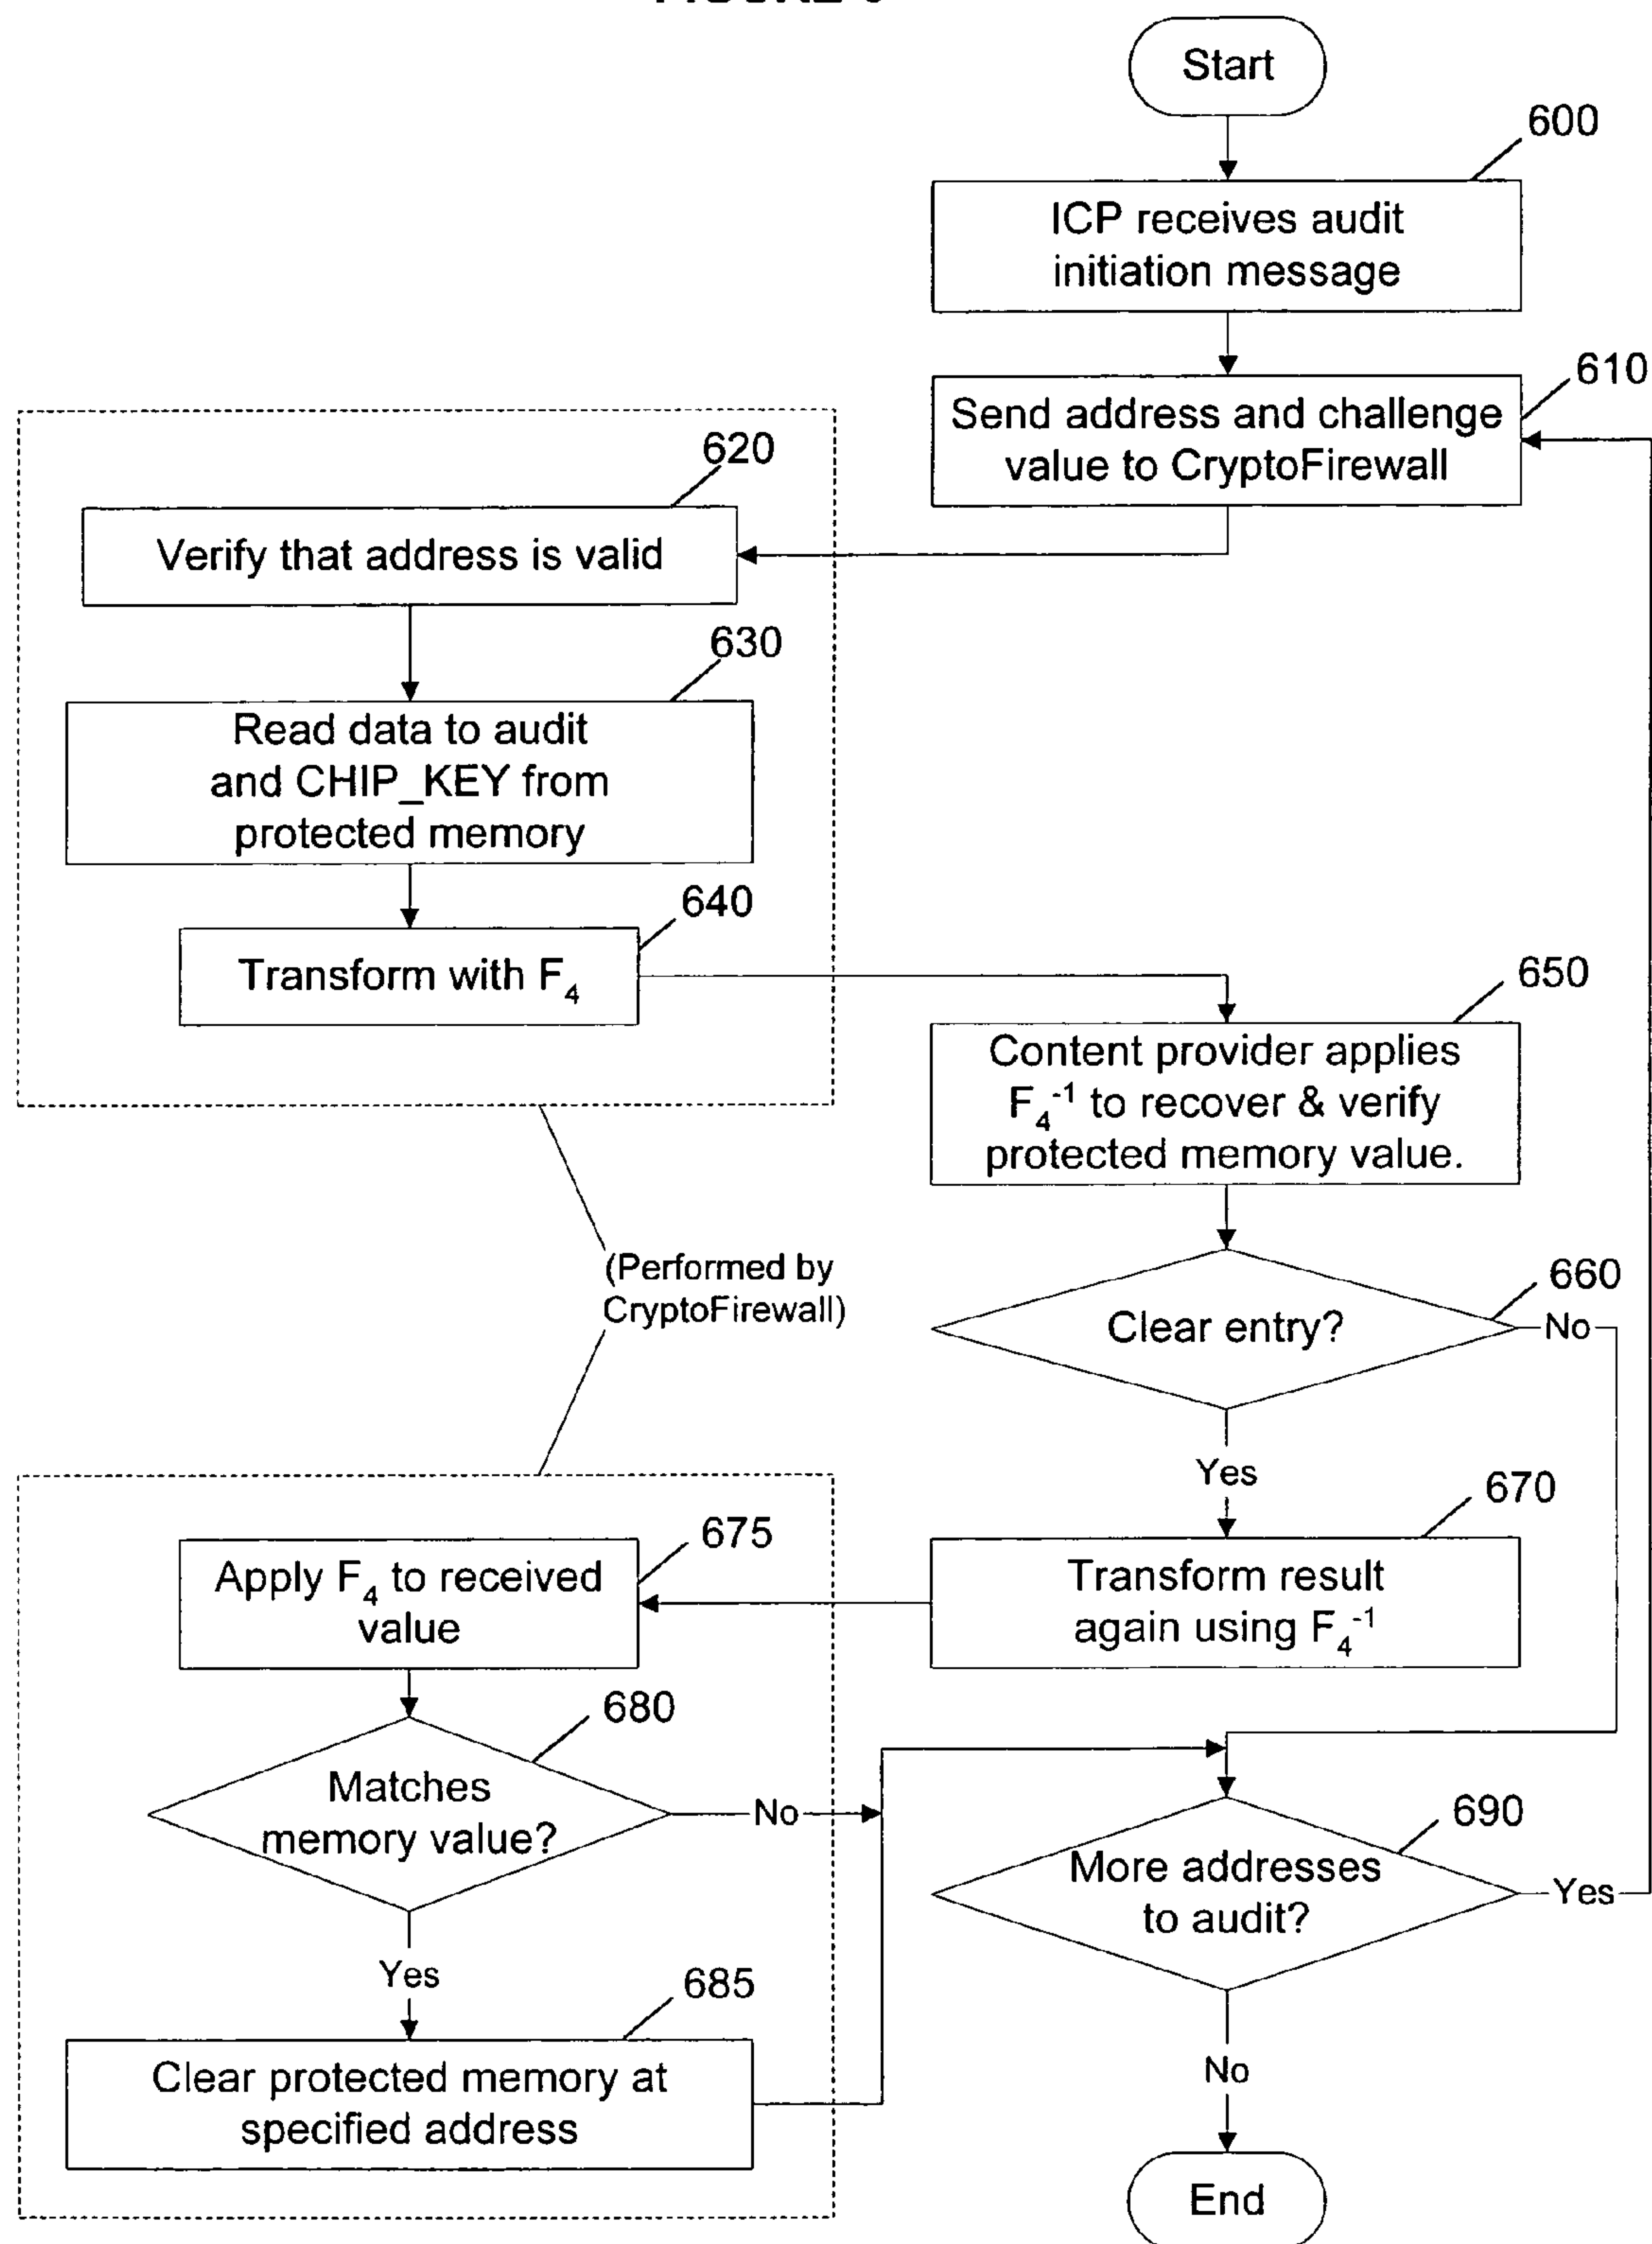 Start
600
ICP receives audit
initiation message
610
Send address and challenge
value to CryptoFirewall
620
Verify that address is valid
630
Read data to audit
and CHIP_KEY from
protected memory
640
Transform with F₄
650
Content provider applies
F₄⁻¹ to recover & verify
protected memory value.
(Performed by
CryptoFirewall)
660
Clear entry?
No
Yes
670
Transform result
again using F₄⁻¹
675
Apply F₄ to received
value
680
Matches
memory value?
No
Yes
685
Clear protected memory at
specified address
690
More addresses
to audit?
Yes
No
End